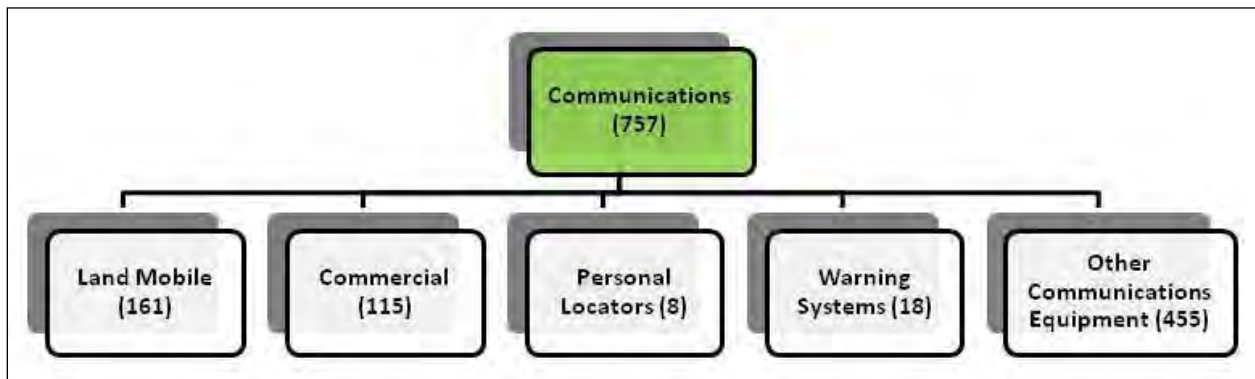 Communications
(757)
Land Mobile
(161)
Commercial
(115)
Personal
Locators (8)
Warning
Systems (18)
Other
Communications
Equipment (455)